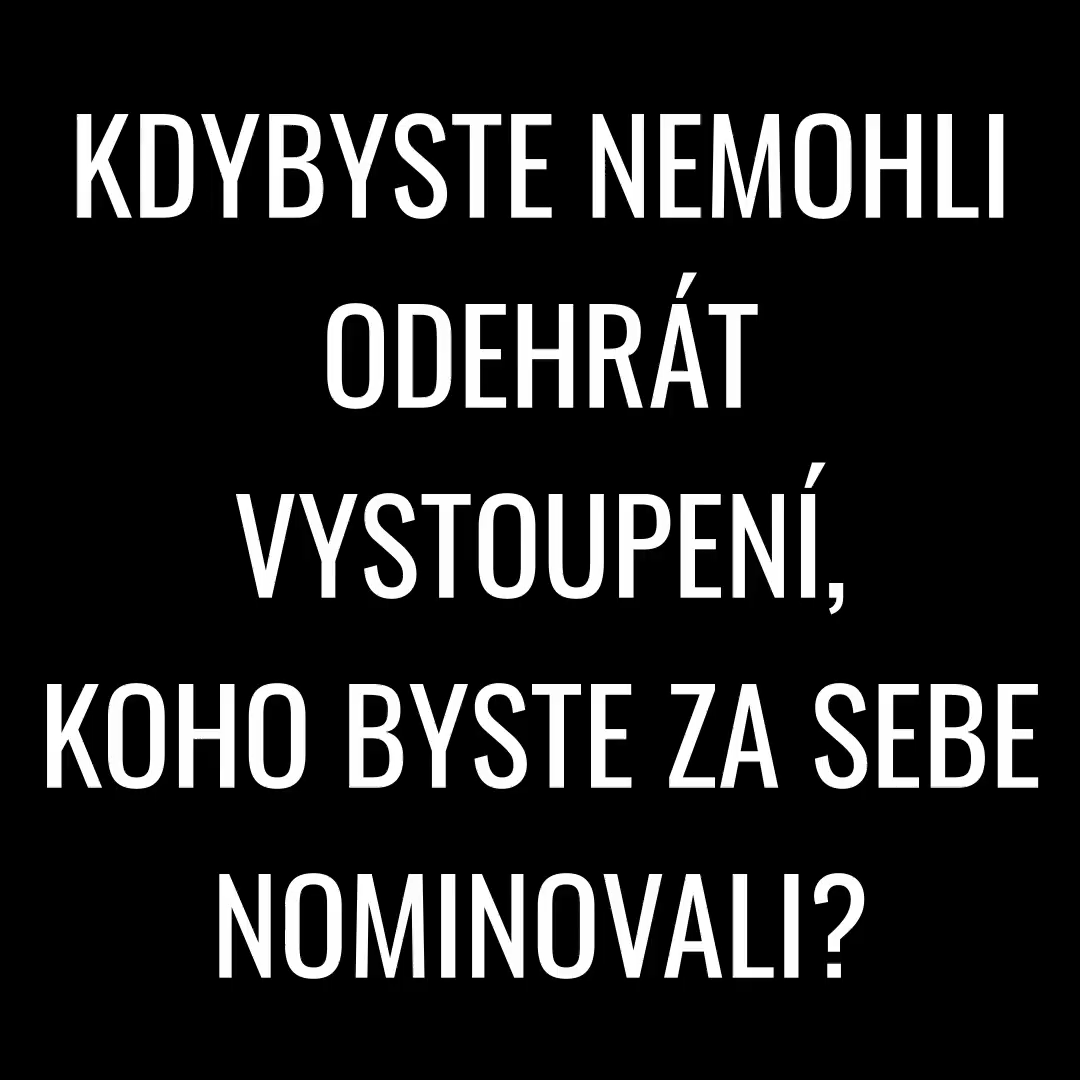 KDYBYSTE NEMOHLI
ODEHRÁT
VYSTOUPENÍ,
KOHO BYSTE ZA SEBE
NOMINOVALI?